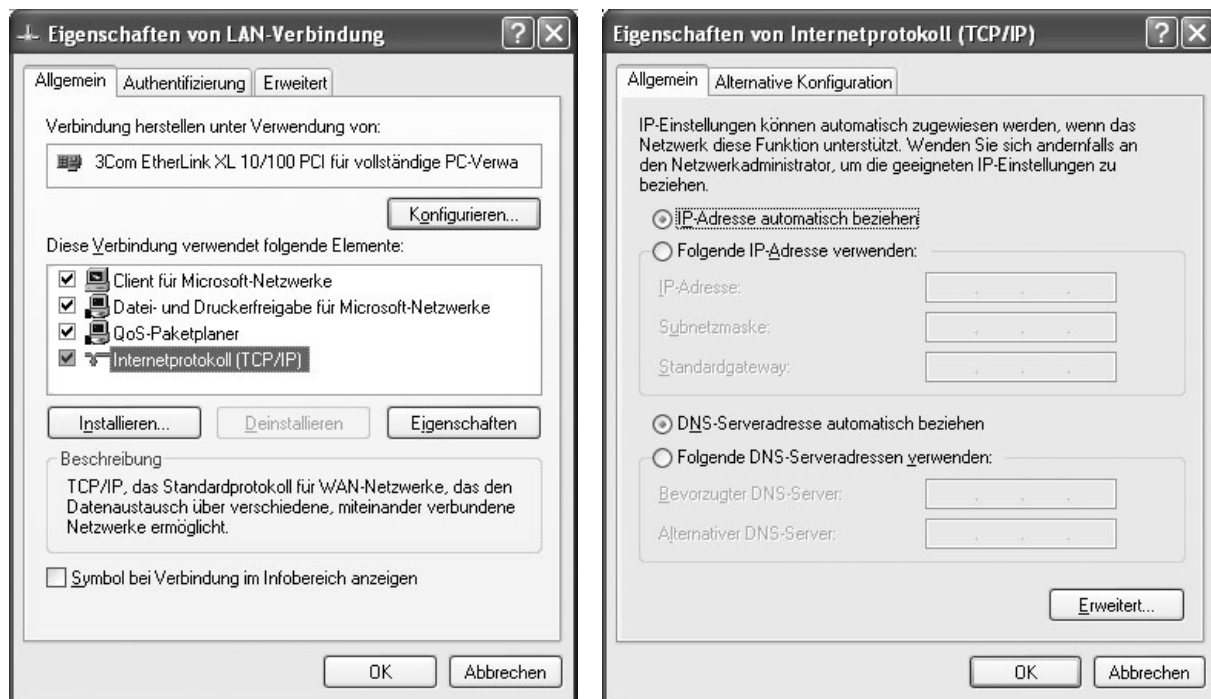 Eigenschaften von LAN-Verbindung
Allgemein
Authentifizierung
Erweitert
Verbindung herstellen unter Verwendung von:
3Com EtherLink XL 10/100 PCI für vollständige PC-Verwa
Konfigurieren...
Diese Verbindung verwendet folgende Elemente:
Client für Microsoft-Netzwerke
Datei- und Druckerfreigabe für Microsoft-Netzwerke
QoS-Paketplaner
Internetprotokoll (TCP/IP)
Installieren...
Deinstallieren
Eigenschaften
Beschreibung
TCP/IP, das Standardprotokoll für WAN-Netzwerke, das den
Datenaustausch über verschiedene, miteinander verbundene
Netzwerke ermöglicht.
Symbol bei Verbindung im Infobereich anzeigen
OK
Abbrechen
Eigenschaften von Internetprotokoll (TCP/IP)
Allgemein
Alternative Konfiguration
IP-Einstellungen können automatisch zugewiesen werden, wenn das
Netzwerk diese Funktion unterstützt. Wenden Sie sich andernfalls an
den Netzwerkadministrator, um die geeigneten IP-Einstellungen zu
beziehen.
IP-Adresse automatisch beziehen
Folgende IP-Adresse verwenden:
IP-Adresse:
Subnetzmaske:
Standardgateway:
DNS-Serveradresse automatisch beziehen
Folgende DNS-Serveradressen verwenden:
Bevorzugter DNS-Server:
Alternativer DNS-Server:
Erweitert...
OK
Abbrechen